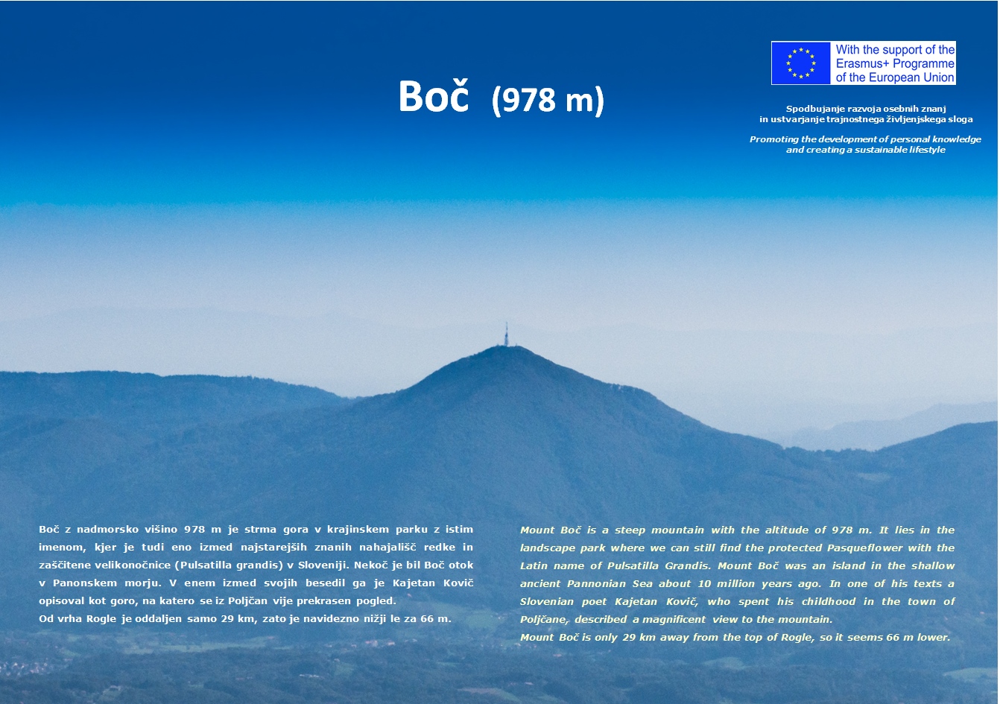 With the support of the
Erasmus+ Programme
of the European Union
Boč (978 m)
Spodbujanje razvoja osebnih znanj
in ustvarjanje trajnostnega življenjskega sloga
Promoting the development of personal knowledge
and creating a sustainable lifestyle
Boč z nadmorsko višino 978 m je strma gora v krajinskem parku z istim
imenom, kjer je tudi eno izmed najstarejših znanih nahajališč redke in
zaščitene velikonočnice (Pulsatilla grandis) v Sloveniji. Nekoč je bil Boč otok
v Panonskem morju. V enem izmed svojih besedil ga je Kajetan Kovič
opisoval kot goro, na katero se iz Poljčan vije prekrasen pogled.
Od vrha Rogle je oddaljen samo 29 km, zato je navidezno nižji le za 66 m.
Mount Boč is a steep mountain with the altitude of 978 m. It lies in the
landscape park where we can still find the protected Pasqueflower with the
Latin name of Pulsatilla Grandis. Mount Boč was an island in the shallow
ancient Pannonian Sea about 10 million years ago. In one of his texts a
Slovenian poet Kajetan Kovič, who spent his childhood in the town of
Poljčane, described a magnificent view to the mountain.
Mount Boč is only 29 km away from the top of Rogle, so it seems 66 m lower.